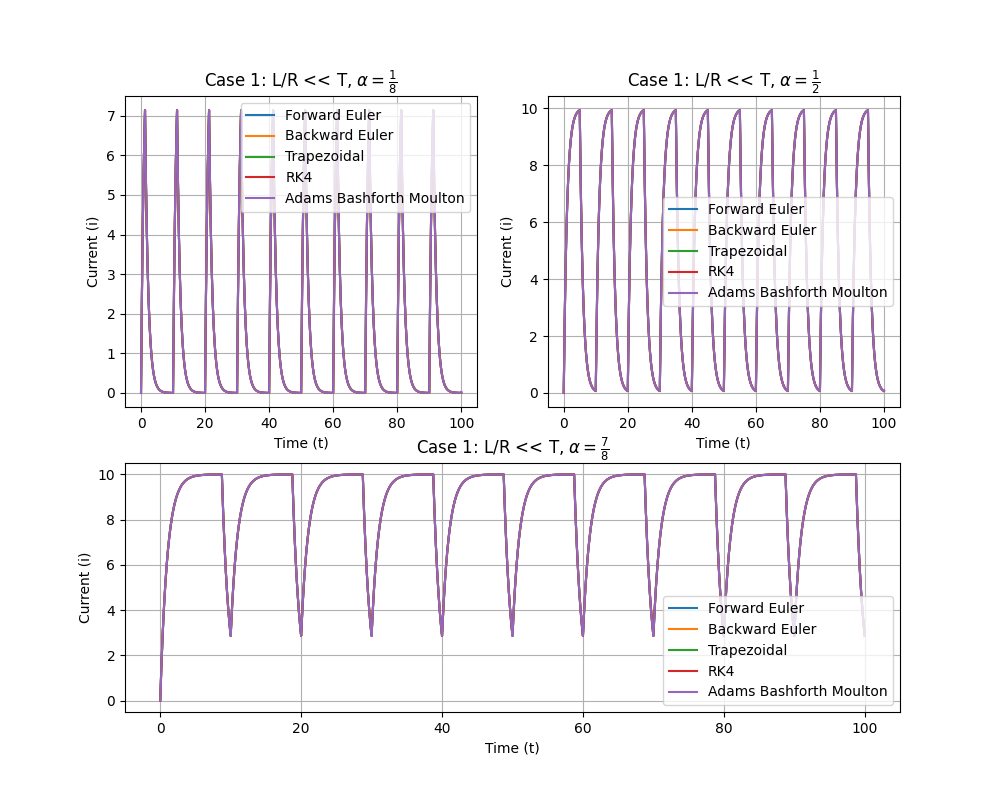 Case 1: L/R << T, α = 1/8
7
6
5
4
3
2
1
0
Current (i)
Forward Euler
Backward Euler
Trapezoidal
RK4
Adams Bashforth Moulton
0 20 40 60 80 100
Time (t)
Case 1: L/R << T, α = 1/2
10
8
6
4
2
0
Current (i)
Forward Euler
Backward Euler
Trapezoidal
RK4
Adams Bashforth Moulton
0 20 40 60 80 100
Time (t)
Case 1: L/R << T, α = 7/8
10
8
6
4
2
0
Current (i)
Forward Euler
Backward Euler
Trapezoidal
RK4
Adams Bashforth Moulton
0 20 40 60 80 100
Time (t)